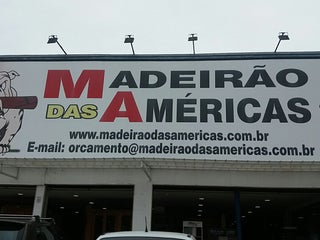 MADEIRÃO
DAS AMÉRICAS
www.madeiraodasamericas.com.br
E-mail: orcamento@madeiraodasamericas.com.br